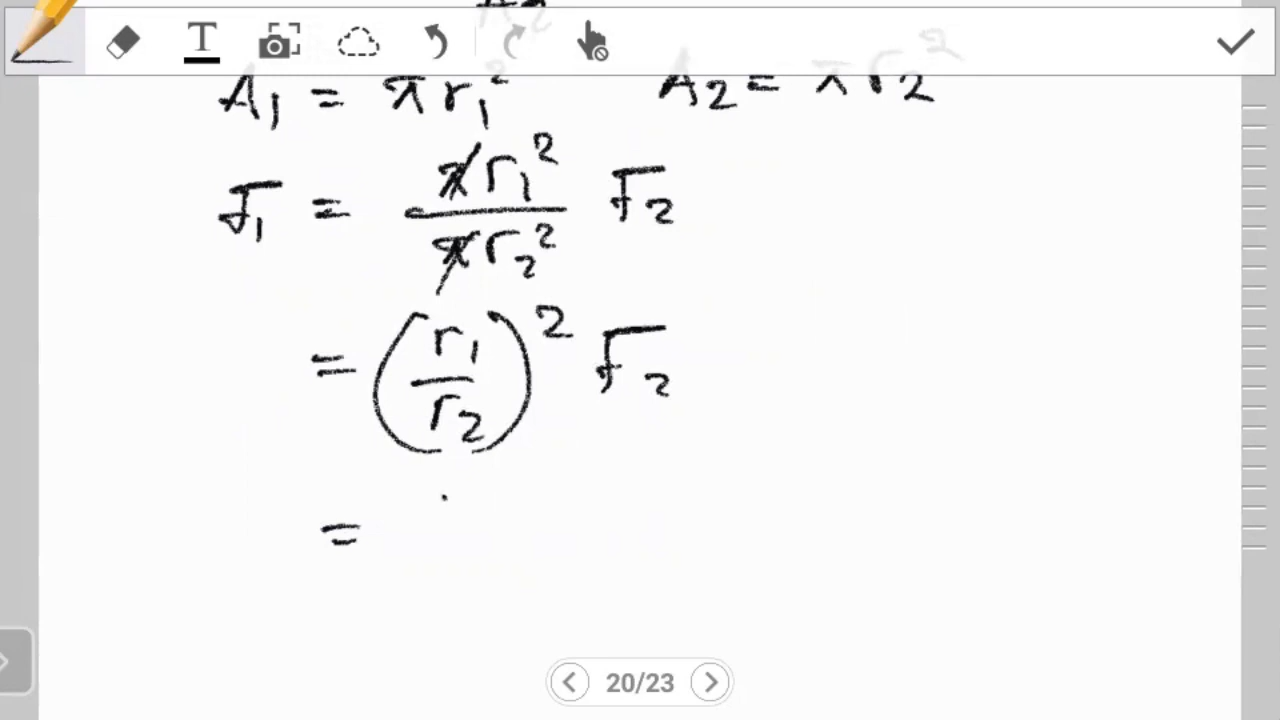 T
A₁ = πr₁² A₂ = πr₂²
F₁ = πr₁² / πr₂² F₂
= (r₁ / r₂)² F₂
=
20/23